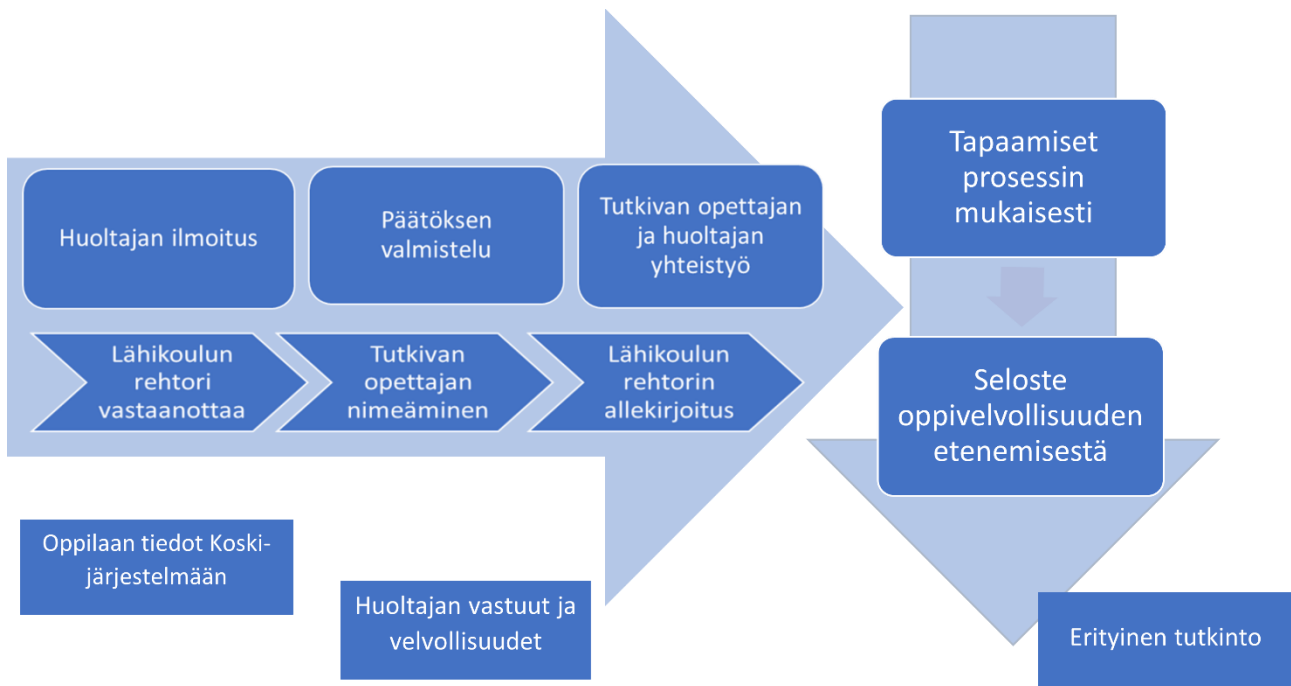 Huoltajan ilmoitus
Päätöksen
valmistelu
Tutkivan opettajan
ja huoltajan
yhteistyö
Lähikoulun
rehtori
vastaanottaa
Tutkivan
opettajan
nimeäminen
Lähikoulun
rehtorin
allekirjoitus
Tapaamiset
prosessin
mukaisesti
Seloste
oppivelvollisuuden
etenemisestä
Oppilaan tiedot Koski-
järjestelmään
Huoltajan vastuut ja
velvollisuudet
Erityinen tutkinto